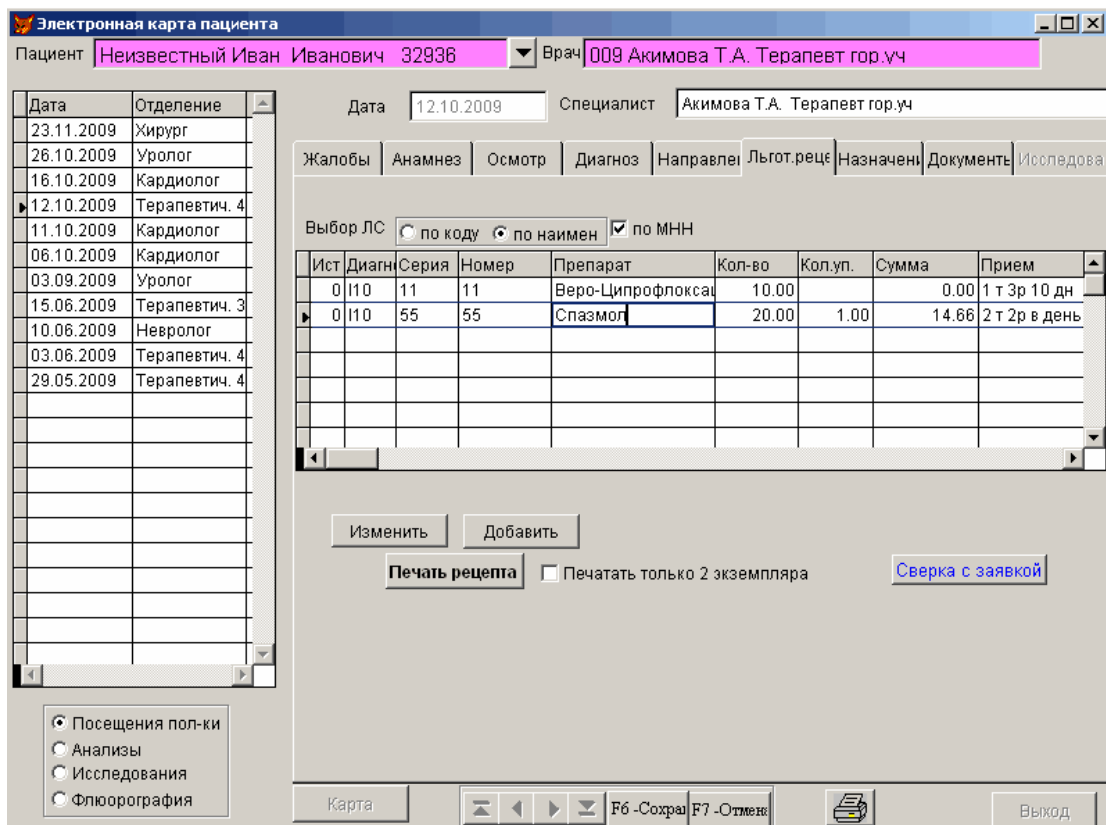 Электронная карта пациента
Пациент Неизвестный Иван Иванович 32936 Врач 009 Акимова Т.А. Терапевт гор.уч
Дата Отделение
23.11.2009 Хирург
26.10.2009 Уролог
16.10.2009 Кардиолог
12.10.2009 Терапевтич. 4
11.10.2009 Кардиолог
06.10.2009 Кардиолог
03.09.2009 Уролог
15.06.2009 Терапевтич. 3
10.06.2009 Невролог
03.06.2009 Терапевтич. 4
29.05.2009 Терапевтич. 4
Посещения пол-ки
Анализы
Исследования
Флюорография
Дата 12.10.2009 Специалист Акимова Т.А. Терапевт гор.уч
Жалобы Анамнез Осмотр Диагноз Направлен Льгот.реце Назначени Документы Исследова
Выбор ЛС по коду по наимен по МНН
Ист Диагн Серия Номер Препарат Кол-во Кол.уп. Сумма Прием
0 I10 11 11 Веро-Ципрофлоксац 10.00 0.00 1 т 3р 10 дн
0 I10 55 55 Спазмол 20.00 1.00 14.66 2 т 2р в день
Изменить Добавить
Печать рецепта Печатать только 2 экземпляра Сверка с заявкой
Карта F6 -Сохра F7 -Отмена Выход